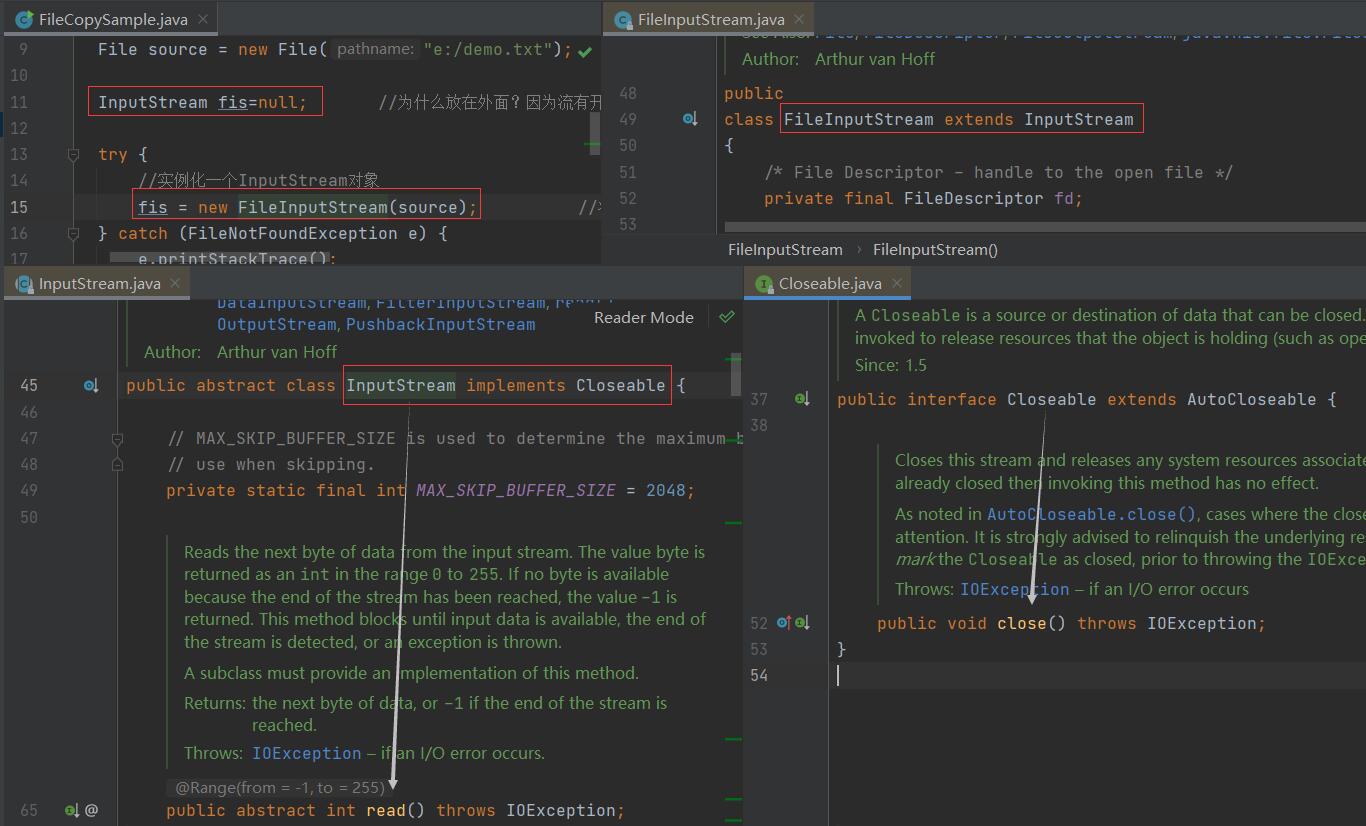 FileCopySample.java
9 File source = new File( pathname: "e:/demo.txt");
10
11 InputStream fis=null; //为什么放在外面？因为流有开
12
13 try {
14 //实例化一个InputStream对象
15 fis = new FileInputStream(source); //
16 } catch (FileNotFoundException e) {
17 e.printStackTrace();
FileInputStream.java
Author: Arthur van Hoff
48 public
49 class FileInputStream extends InputStream
50 {
51 /* File Descriptor - handle to the open file */
52 private final FileDescriptor fd;
53
FileInputStream › FileInputStream()
InputStream.java
DataInputStream, FilterInputStream,
OutputStream, PushbackInputStream
Reader Mode
Author: Arthur van Hoff
45 public abstract class InputStream implements Closeable {
46
47 // MAX_SKIP_BUFFER_SIZE is used to determine the maximum b
48 // use when skipping.
49 private static final int MAX_SKIP_BUFFER_SIZE = 2048;
50
Reads the next byte of data from the input stream. The value byte is
returned as an int in the range 0 to 255. If no byte is available
because the end of the stream has been reached, the value -1 is
returned. This method blocks until input data is available, the end of
the stream is detected, or an exception is thrown.
A subclass must provide an implementation of this method.
Returns: the next byte of data, or -1 if the end of the stream is
reached.
Throws: IOException – if an I/O error occurs.
@Range(from = -1, to = 255)
65 @ public abstract int read() throws IOException;
Closeable.java
A Closeable is a source or destination of data that can be closed.
invoked to release resources that the object is holding (such as ope
Since: 1.5
37 public interface Closeable extends AutoCloseable {
38
Closes this stream and releases any system resources associate
already closed then invoking this method has no effect.
As noted in AutoCloseable.close(), cases where the close
attention. It is strongly advised to relinquish the underlying re
mark the Closeable as closed, prior to throwing the IOExce
Throws: IOException – if an I/O error occurs
52 public void close() throws IOException;
53 }
54